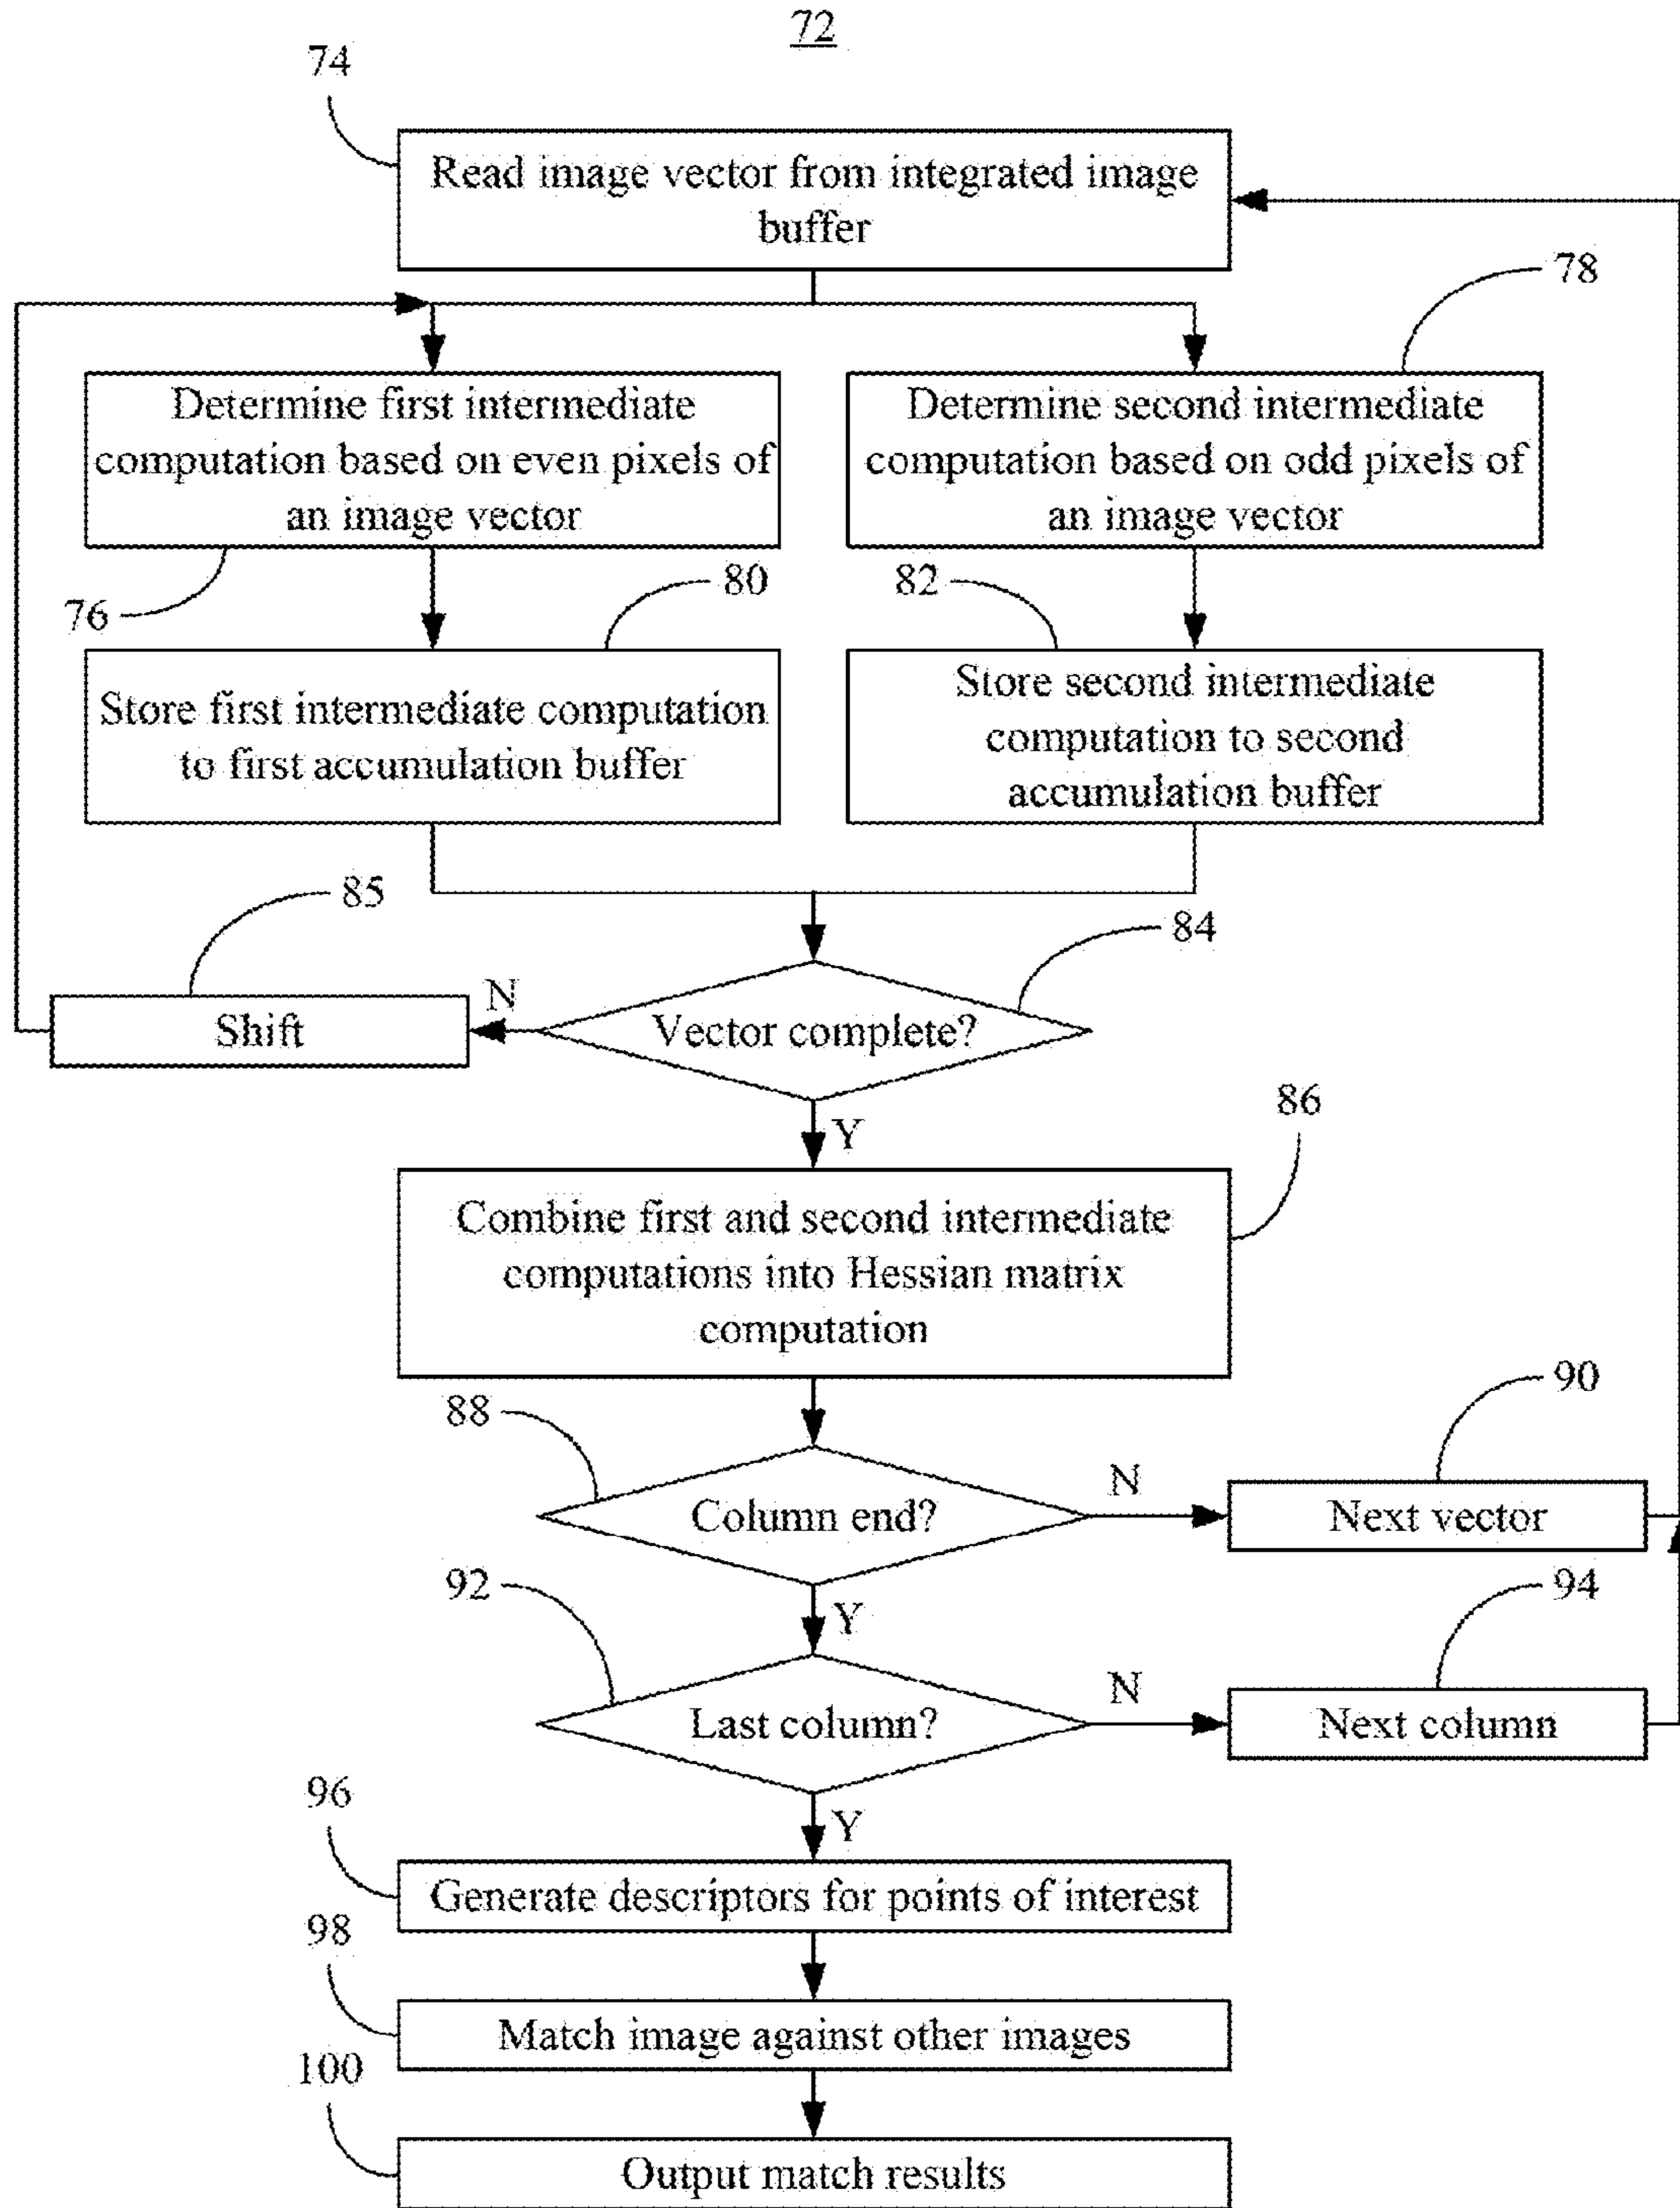 72
74
Read image vector from integrated image
buffer
78
Determine first intermediate
computation based on even pixels of
an image vector
Determine second intermediate
computation based on odd pixels of
an image vector
76
80
82
Store first intermediate computation
to first accumulation buffer
Store second intermediate
computation to second
accumulation buffer
85
84
Shift
N
Vector complete?
Y
86
Combine first and second intermediate
computations into Hessian matrix
computation
88
90
Column end?
N
Next vector
92
Y
94
Last column?
N
Next column
96
Y
Generate descriptors for points of interest
98
Match image against other images
100
Output match results